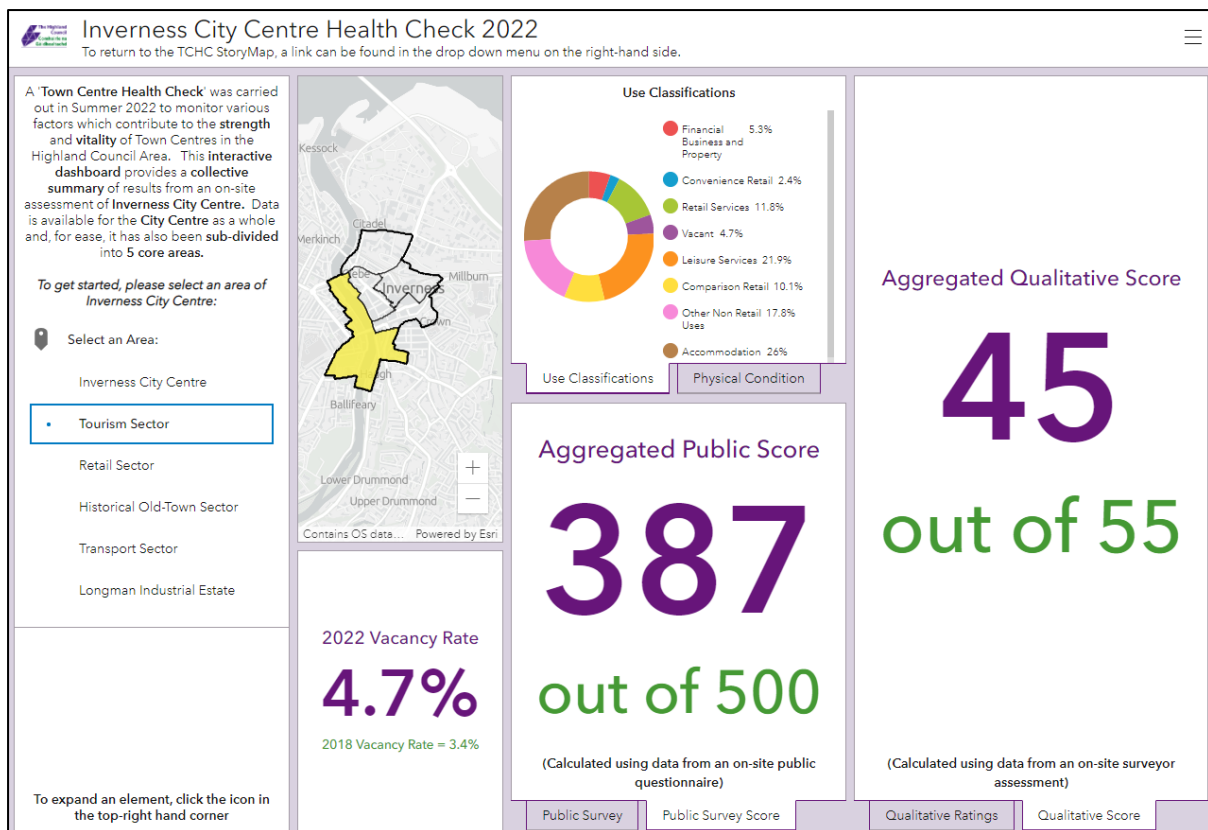 The Highland
Council
Comhairle na
Gàidhealtachd
Inverness City Centre Health Check 2022
To return to the TCHC StoryMap, a link can be found in the drop down menu on the right-hand side.
A 'Town Centre Health Check' was carried
out in Summer 2022 to monitor various
factors which contribute to the strength
and vitality of Town Centres in the
Highland Council Area. This interactive
dashboard provides a collective
summary of results from an on-site
assessment of Inverness City Centre. Data
is available for the City Centre as a whole
and, for ease, it has also been sub-divided
into 5 core areas.
To get started, please select an area of
Inverness City Centre:
Select an Area:
Inverness City Centre
Tourism Sector
Retail Sector
Historical Old-Town Sector
Transport Sector
Longman Industrial Estate
To expand an element, click the icon in
the top-right hand corner
Kessock
Citadel
Merkinch
Millburn
Inverness
Crown
Ballifeary
Lower Drummond
Upper Drummond
+
−
Contains OS data... Powered by Esri
2022 Vacancy Rate
4.7%
2018 Vacancy Rate = 3.4%
Use Classifications
Financial 5.3%
Business and
Property
Convenience Retail 2.4%
Retail Services 11.8%
Vacant 4.7%
Leisure Services 21.9%
Comparison Retail 10.1%
Other Non Retail 17.8%
Uses
Accommodation 26%
Use Classifications Physical Condition
Aggregated Public Score
387
out of 500
(Calculated using data from an on-site public
questionnaire)
Public Survey Public Survey Score
Aggregated Qualitative Score
45
out of 55
(Calculated using data from an on-site surveyor
assessment)
Qualitative Ratings Qualitative Score